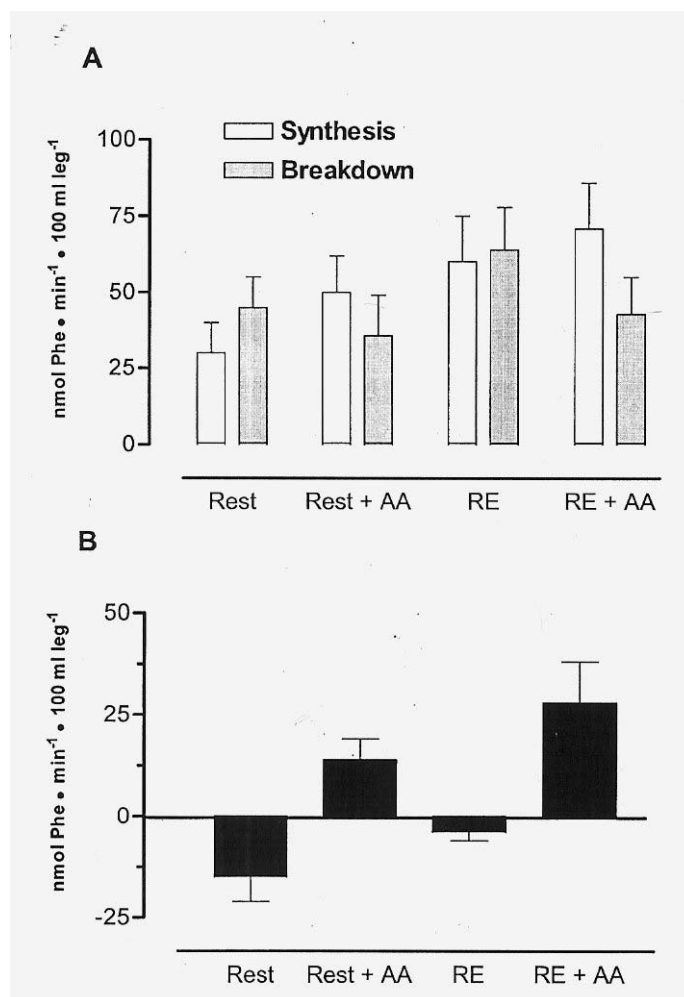 A
Synthesis
Breakdown
nmol Phe • min-1 • 100 ml leg-1
100
75
50
25
0
Rest Rest + AA RE RE + AA
B
nmol Phe • min-1 • 100 ml leg-1
50
25
0
-25
Rest Rest + AA RE RE + AA